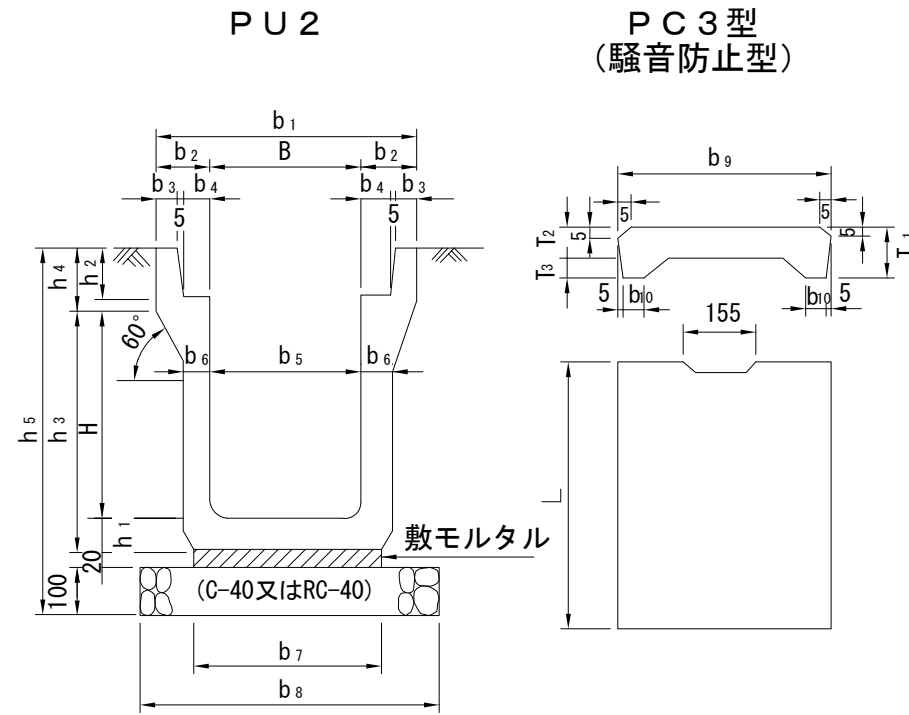 PU2
PC3型
(騒音防止型)
b1
b2 B b2
b3 b4 b4 b3
5 5
h4 h2
60°
b6 b5 b6
h5 h3 H
h1
20
100
敷モルタル
(C-40又はRC-40)
b7
b8
b9
5 5
T2 5 5 T1
T3
5 b10 b10 5
155
L